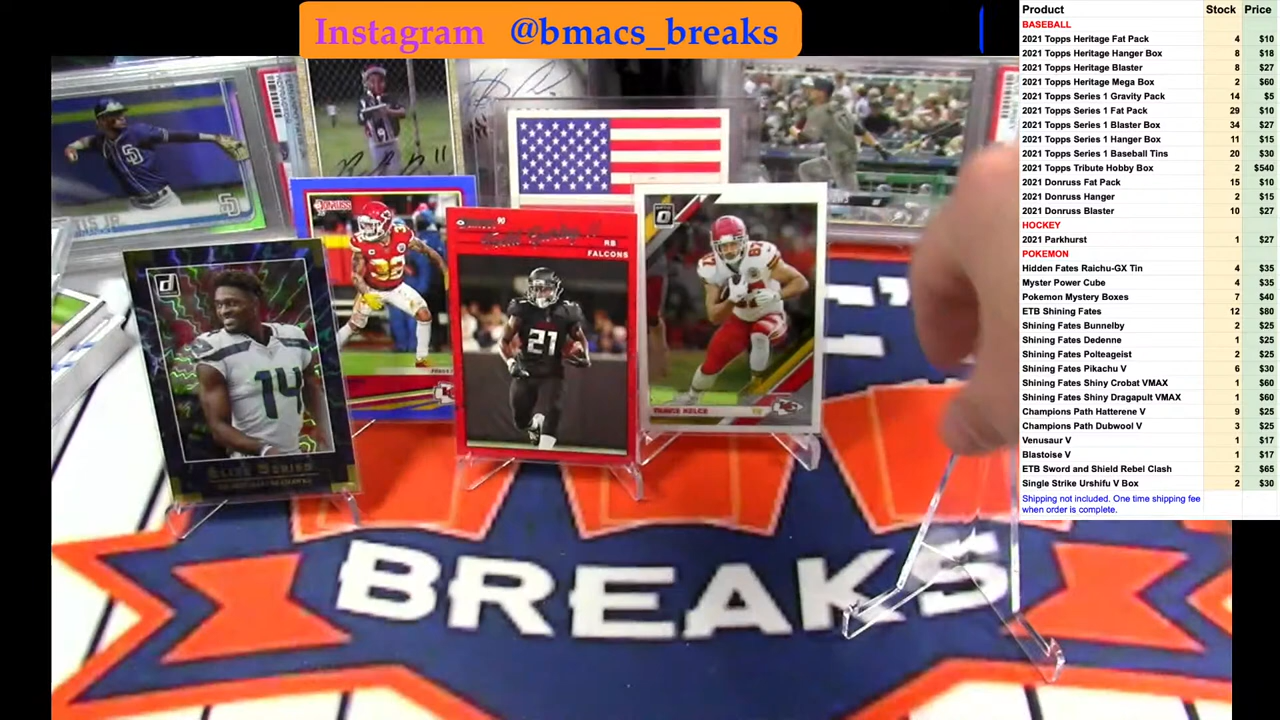 Instagram @bmacs_breaks
Product Stock Price
BASEBALL
2021 Topps Heritage Fat Pack 4 $10
2021 Topps Heritage Hanger Box 8 $18
2021 Topps Heritage Blaster 8 $27
2021 Topps Heritage Mega Box 2 $60
2021 Topps Series 1 Gravity Pack 14 $5
2021 Topps Series 1 Fat Pack 29 $10
2021 Topps Series 1 Blaster Box 34 $27
2021 Topps Series 1 Hanger Box 11 $15
2021 Topps Series 1 Baseball Tins 20 $30
2021 Topps Tribute Hobby Box 2 $540
2021 Donruss Fat Pack 15 $10
2021 Donruss Hanger 2 $15
2021 Donruss Blaster 10 $27
HOCKEY
2021 Parkhurst 1 $27
POKEMON
Hidden Fates Raichu-GX Tin 4 $35
Myster Power Cube 4 $35
Pokemon Mystery Boxes 7 $40
ETB Shining Fates 12 $80
Shining Fates Bunnelby 2 $25
Shining Fates Dedenne 1 $25
Shining Fates Polteageist 2 $25
Shining Fates Pikachu V 6 $30
Shining Fates Shiny Crobat VMAX 1 $60
Shining Fates Shiny Dragapult VMAX 1 $60
Champions Path Hatterene V 9 $25
Champions Path Dubwool V 3 $25
Venusaur V 1 $17
Blastoise V 1 $17
ETB Sword and Shield Rebel Clash 2 $65
Single Strike Urshifu V Box 2 $30
Shipping not included. One time shipping fee
when order is complete.
DONRUSS
90
RB
FALCONS
21
87
TRAVIS KELCE
14
ELITE SERIES
BREAKS